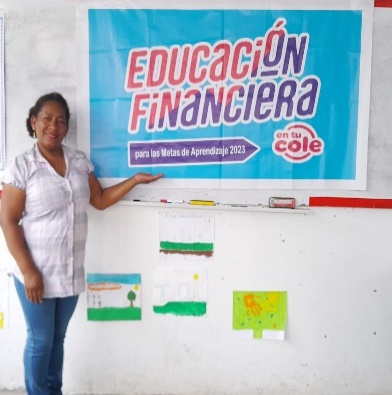 EDUCACIÓN
FINANCIERA
para las Metas de Aprendizaje 2023
en tu
cole